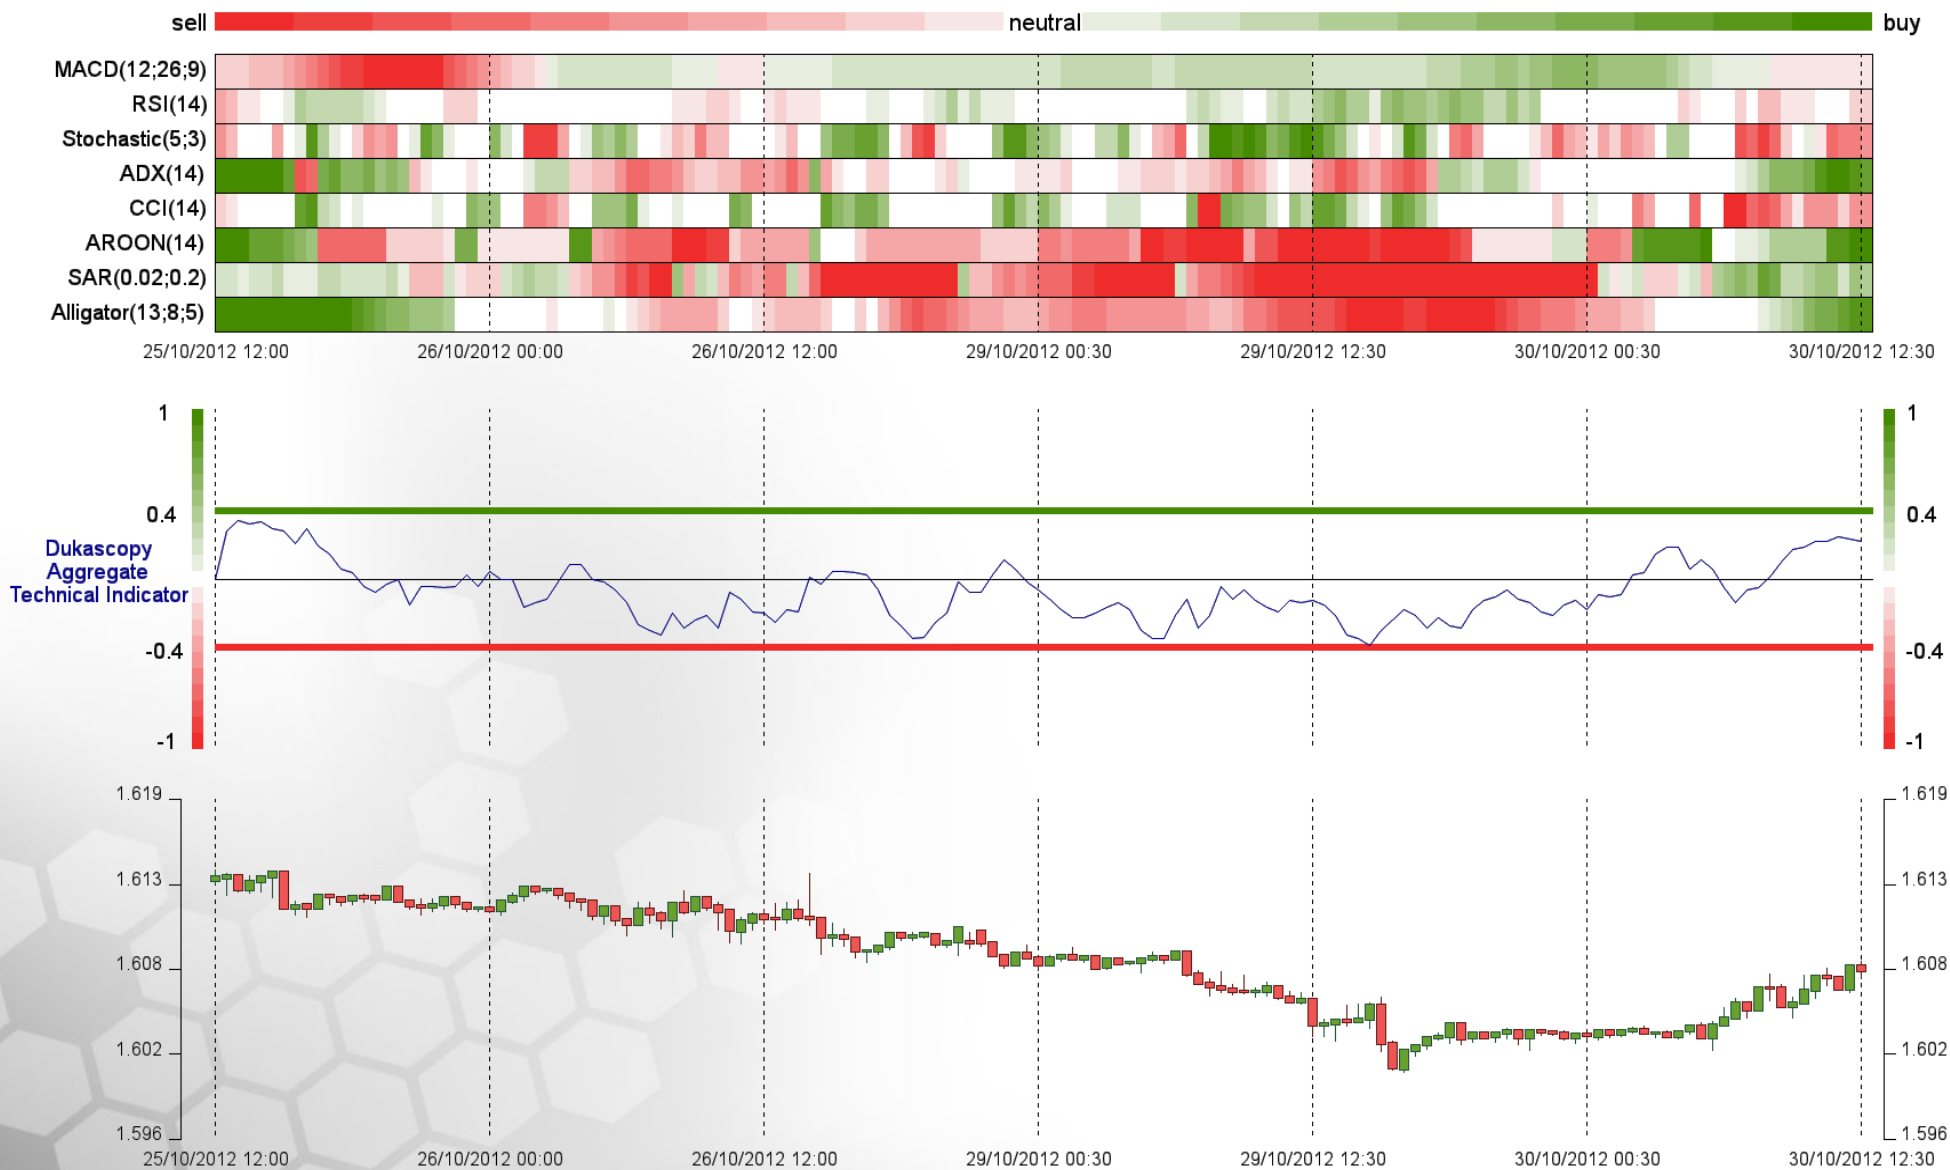 sell neutral buy
MACD(12;26;9)
RSI(14)
Stochastic(5;3)
ADX(14)
CCI(14)
AROON(14)
SAR(0.02;0.2)
Alligator(13;8;5)
25/10/2012 12:00 26/10/2012 00:00 26/10/2012 12:00 29/10/2012 00:30 29/10/2012 12:30 30/10/2012 00:30 30/10/2012 12:30
1 1
0.4 0.4
Dukascopy
Aggregate
Technical Indicator
-0.4 -0.4
-1 -1
1.619 1.619
1.613 1.613
1.608 1.608
1.602 1.602
1.596 1.596
25/10/2012 12:00 26/10/2012 00:00 26/10/2012 12:00 29/10/2012 00:30 29/10/2012 12:30 30/10/2012 00:30 30/10/2012 12:30